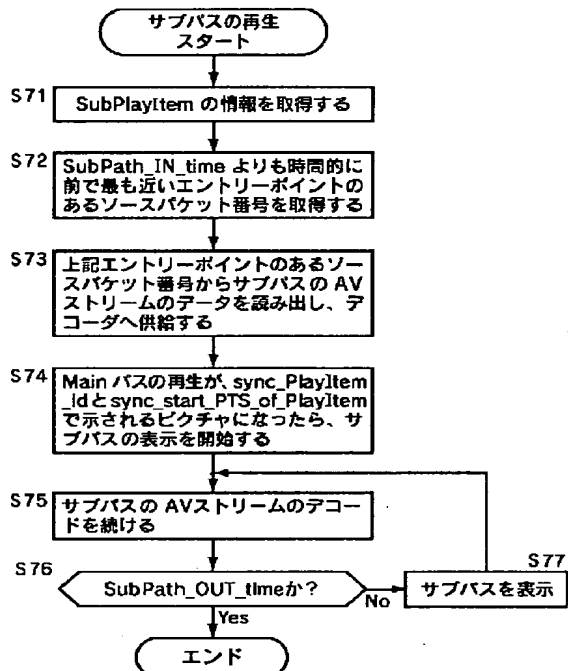 サブパスの再生
スタート
S71
SubPlayItem の情報を取得する
S72
SubPath_IN_time よりも時間的に
前で最も近いエントリーポイントの
あるソースパケット番号を取得する
S73
上記エントリーポイントのあるソー
スパケット番号からサブパスの AV
ストリームのデータを読み出し、デ
コーダへ供給する
S74
Main パスの再生が、sync_PlayItem
_idとsync_start_PTS_of_PlayItem
で示されるピクチャになったら、サ
ブパスの表示を開始する
S75
サブパスの AVストリームのデコー
ドを続ける
S76
SubPath_OUT_timeか?
No
S77
サブパスを表示
Yes
エンド